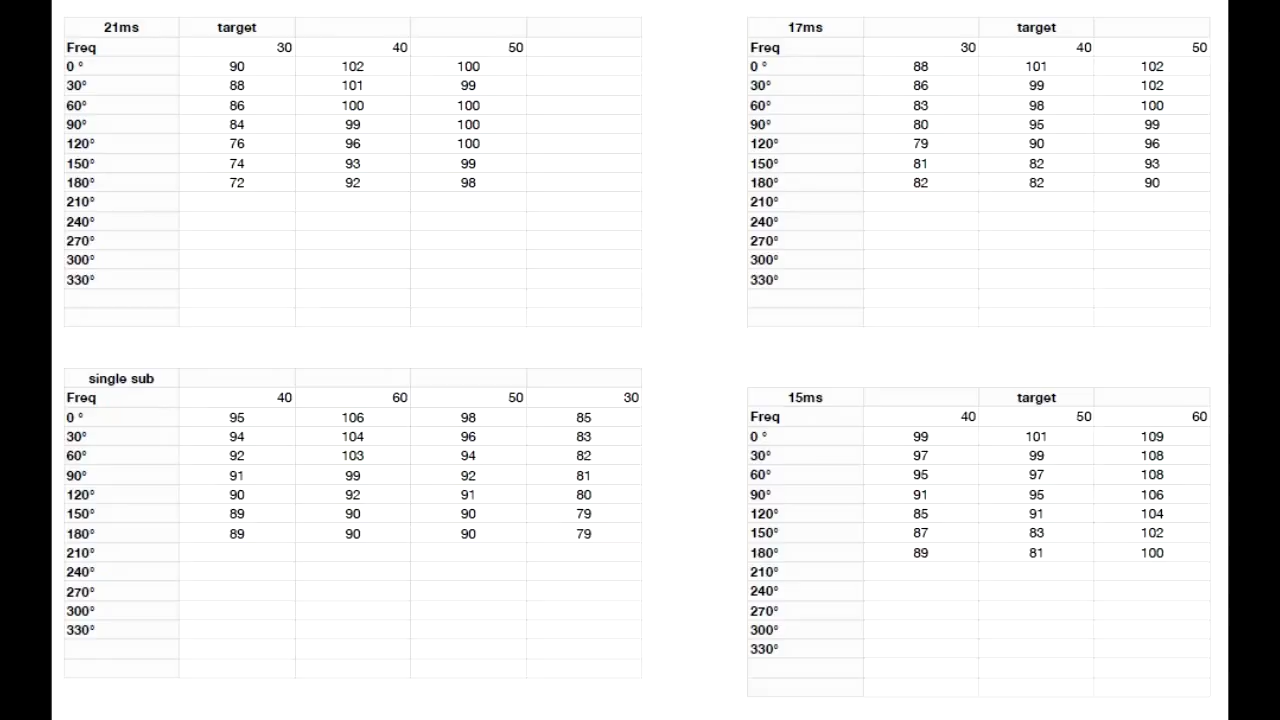 21ms target
Freq 30 40 50
0 ° 90 102 100
30° 88 101 99
60° 86 100 100
90° 84 99 100
120° 76 96 100
150° 74 93 99
180° 72 92 98
210°
240°
270°
300°
330°
17ms target
Freq 30 40 50
0 ° 88 101 102
30° 86 99 102
60° 83 98 100
90° 80 95 99
120° 79 90 96
150° 81 82 93
180° 82 82 90
210°
240°
270°
300°
330°
single sub
Freq 40 60 50 30
0 ° 95 106 98 85
30° 94 104 96 83
60° 92 103 94 82
90° 91 99 92 81
120° 90 92 91 80
150° 89 90 90 79
180° 89 90 90 79
210°
240°
270°
300°
330°
15ms target
Freq 40 50 60
0 ° 99 101 109
30° 97 99 108
60° 95 97 108
90° 91 95 106
120° 85 91 104
150° 87 83 102
180° 89 81 100
210°
240°
270°
300°
330°